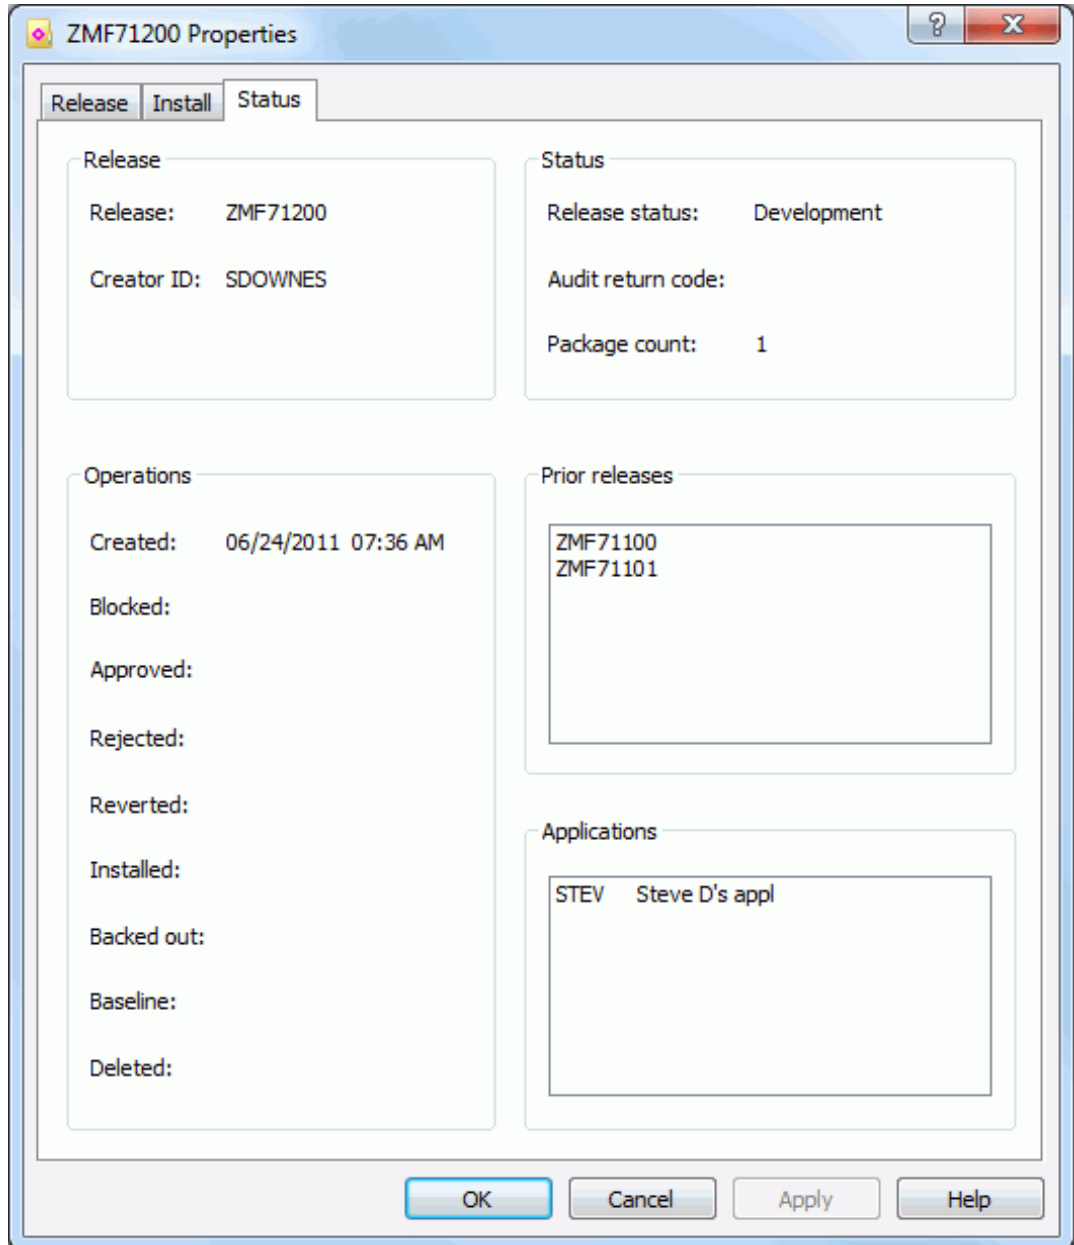 ZMF71200 Properties
Release Install Status
Release
Release: ZMF71200
Creator ID: SDOWNES
Status
Release status: Development
Audit return code:
Package count: 1
Operations
Created: 06/24/2011 07:36 AM
Blocked:
Approved:
Rejected:
Reverted:
Installed:
Backed out:
Baseline:
Deleted:
Prior releases
ZMF71100
ZMF71101
Applications
STEV Steve D's appl
OK Cancel Apply Help